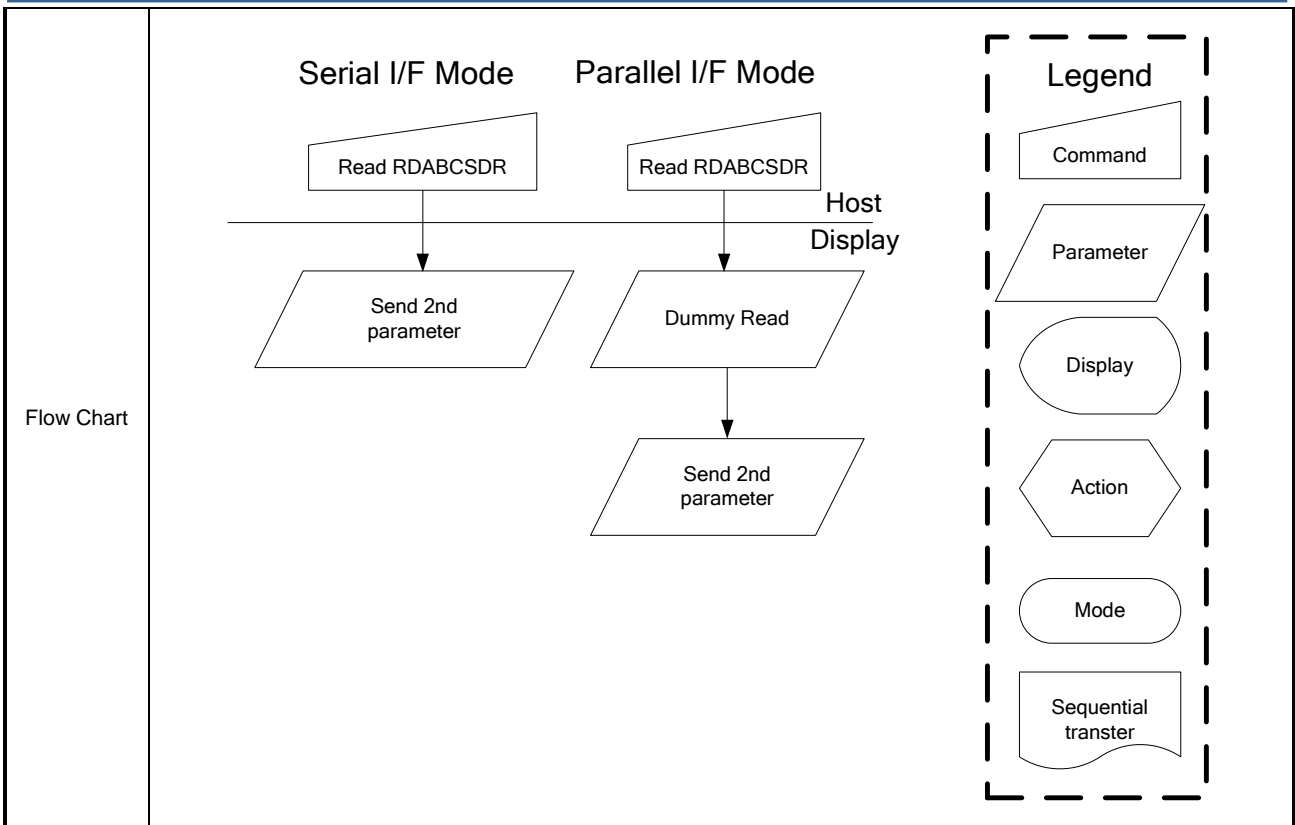 Flow Chart
Serial I/F Mode
Parallel I/F Mode
Read RDABCSDR
Read RDABCSDR
Host
Display
Send 2nd
parameter
Dummy Read
Send 2nd
parameter
Legend
Command
Parameter
Display
Action
Mode
Sequential
transter